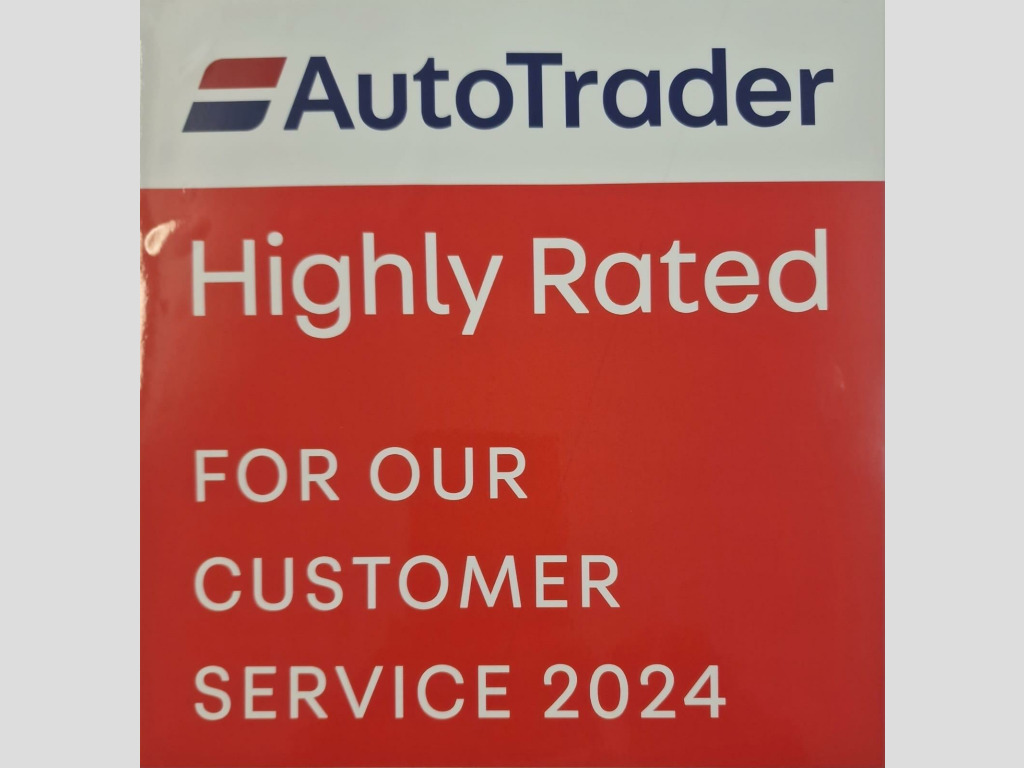 AutoTrader
Highly Rated
FOR OUR
CUSTOMER
SERVICE 2024